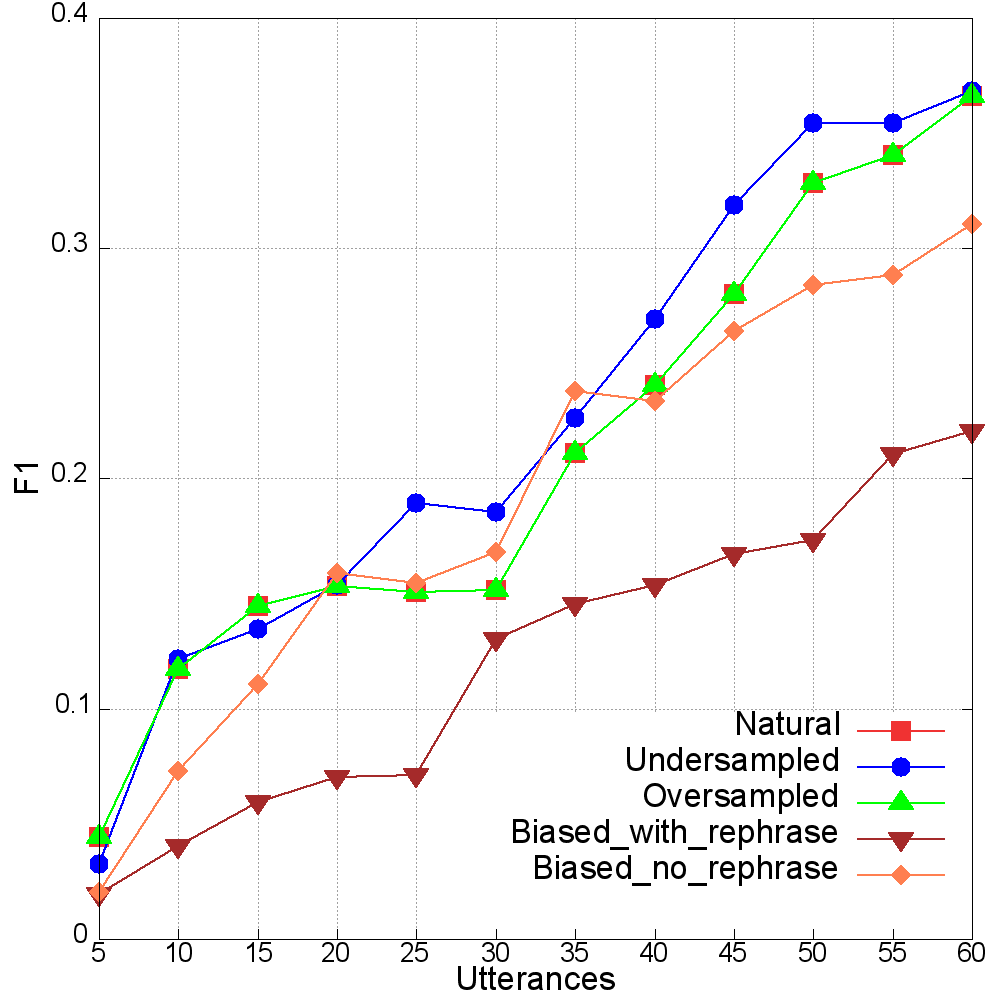 0.4
0.3
0.2
0.1
0
F1
5 10 15 20 25 30 35 40 45 50 55 60
Utterances
Natural
Undersampled
Oversampled
Biased_with_rephrase
Biased_no_rephrase